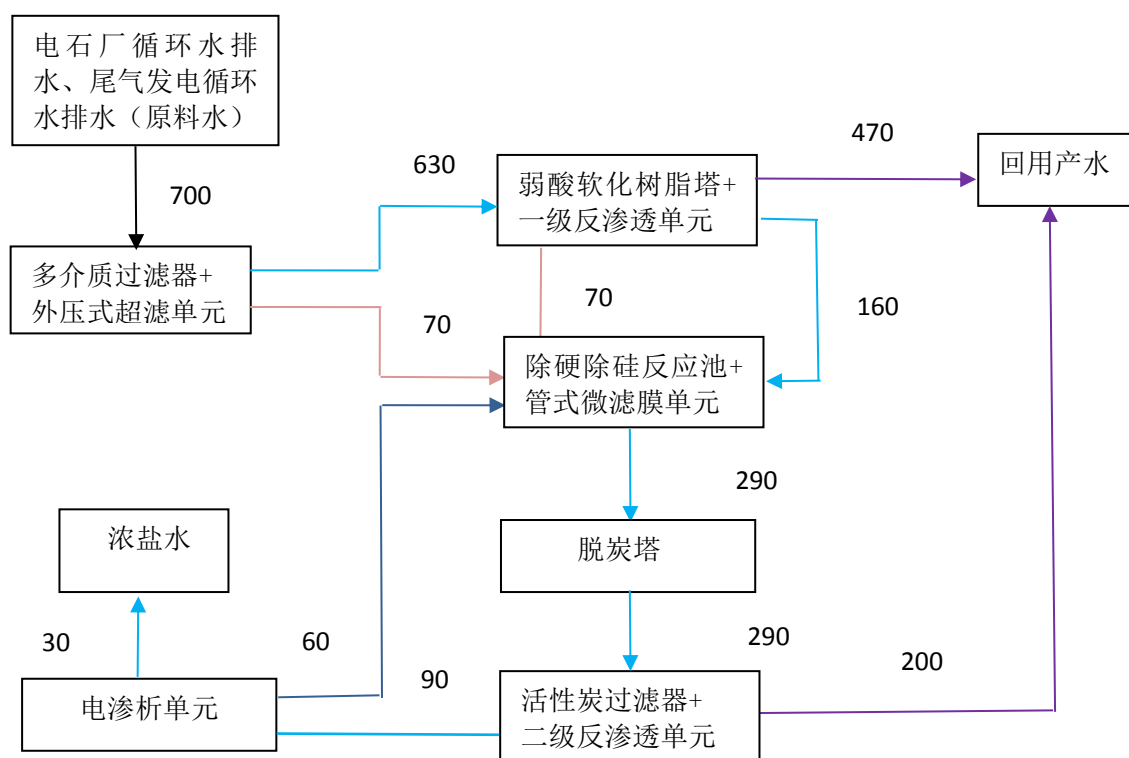 电石厂循环水排
水、尾气发电循环
水排水（原料水）
700
多介质过滤器+
外压式超滤单元
630
弱酸软化树脂塔+
一级反渗透单元
470
回用产水
70
70
160
除硬除硅反应池+
管式微滤膜单元
290
浓盐水
脱炭塔
30
60
290
200
电渗析单元
90
活性炭过滤器+
二级反渗透单元